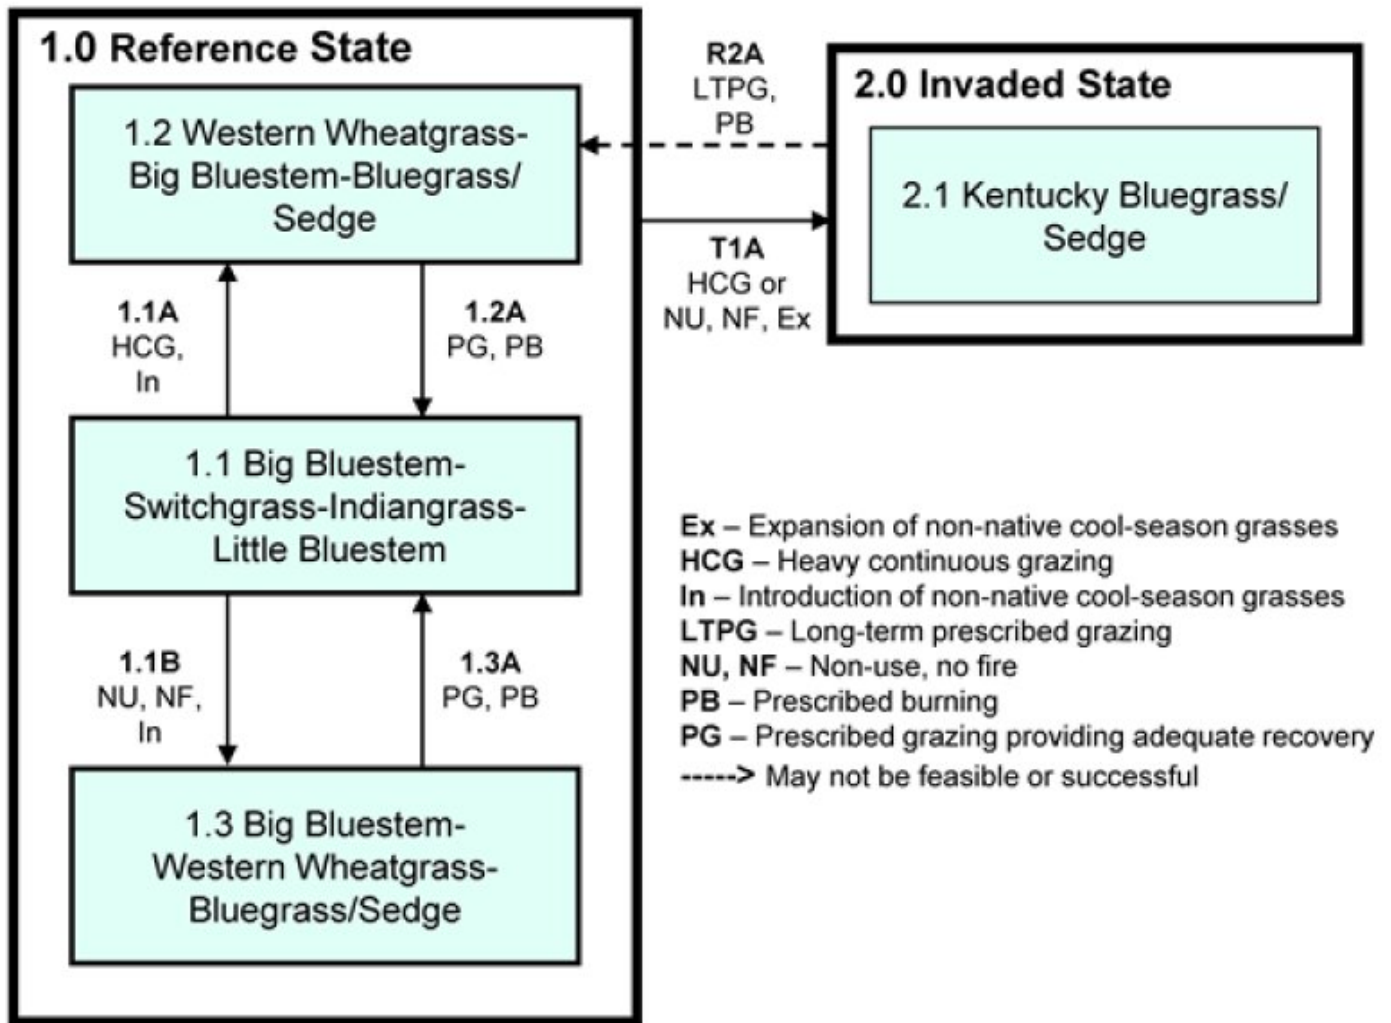 1.0 Reference State
1.2 Western Wheatgrass-
Big Bluestem-Bluegrass/
Sedge
1.1A
HCG,
In
1.2A
PG, PB
1.1 Big Bluestem-
Switchgrass-Indiangrass-
Little Bluestem
1.1B
NU, NF,
In
1.3A
PG, PB
1.3 Big Bluestem-
Western Wheatgrass-
Bluegrass/Sedge
R2A
LTPG,
PB
T1A
HCG or
NU, NF, Ex
2.0 Invaded State
2.1 Kentucky Bluegrass/
Sedge
Ex – Expansion of non-native cool-season grasses
HCG – Heavy continuous grazing
In – Introduction of non-native cool-season grasses
LTPG – Long-term prescribed grazing
NU, NF – Non-use, no fire
PB – Prescribed burning
PG – Prescribed grazing providing adequate recovery
-----> May not be feasible or successful